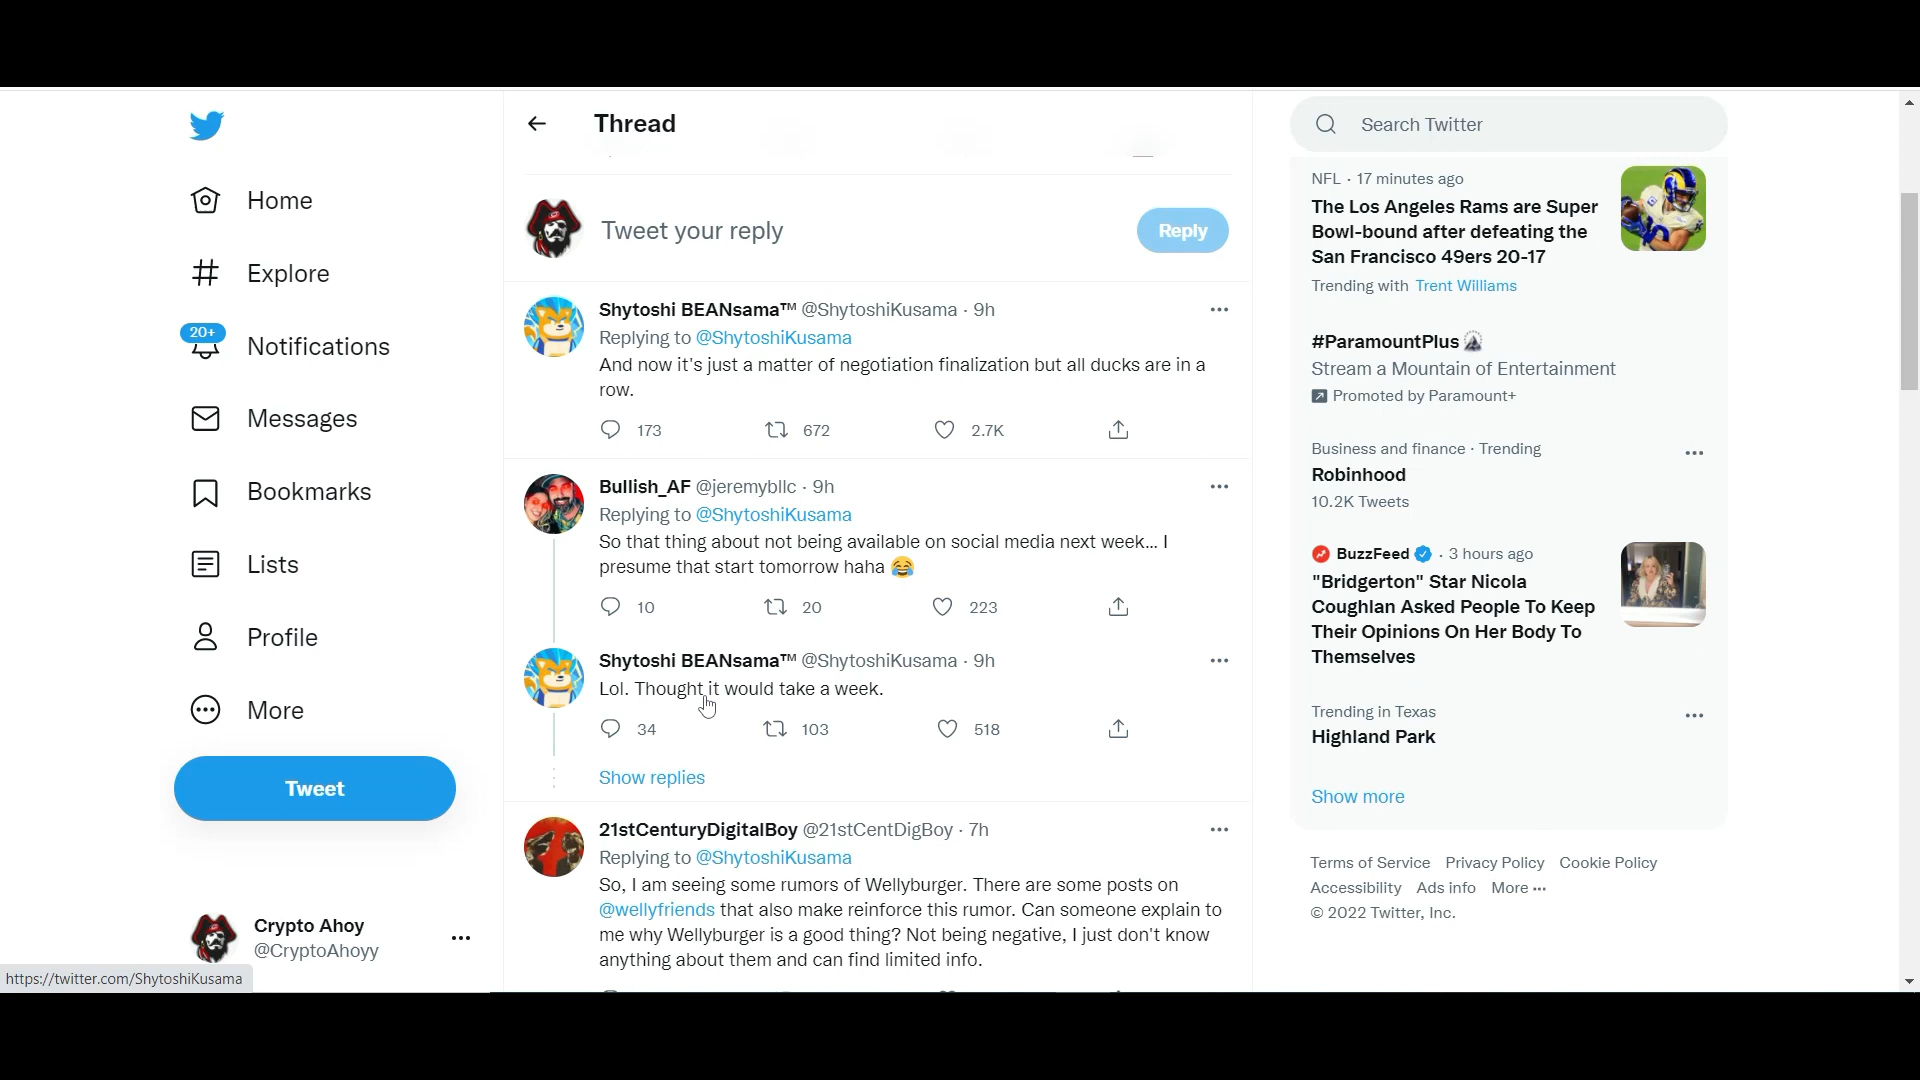 Home
Explore
20+
Notifications
Messages
Bookmarks
Lists
Profile
More
Tweet
Crypto Ahoy
@CryptoAhoyy
https://twitter.com/ShytoshiKusama
Thread
Tweet your reply
Reply
Shytoshi BEANsama™ @ShytoshiKusama · 9h
Replying to @ShytoshiKusama
And now it's just a matter of negotiation finalization but all ducks are in a
row.
173 672 2.7K
Bullish_AF @jeremybllc · 9h
Replying to @ShytoshiKusama
So that thing about not being available on social media next week... I
presume that start tomorrow haha 😂
10 20 223
Shytoshi BEANsama™ @ShytoshiKusama · 9h
Lol. Thought it would take a week.
34 103 518
Show replies
21stCenturyDigitalBoy @21stCentDigBoy · 7h
Replying to @ShytoshiKusama
So, I am seeing some rumors of Wellyburger. There are some posts on
@wellyfriends that also make reinforce this rumor. Can someone explain to
me why Wellyburger is a good thing? Not being negative, I just don't know
anything about them and can find limited info.
Search Twitter
NFL · 17 minutes ago
The Los Angeles Rams are Super
Bowl-bound after defeating the
San Francisco 49ers 20-17
Trending with Trent Williams
#ParamountPlus
Stream a Mountain of Entertainment
Promoted by Paramount+
Business and finance · Trending
Robinhood
10.2K Tweets
BuzzFeed · 3 hours ago
"Bridgerton" Star Nicola
Coughlan Asked People To Keep
Their Opinions On Her Body To
Themselves
Trending in Texas
Highland Park
Show more
Terms of Service Privacy Policy Cookie Policy
Accessibility Ads info More ···
© 2022 Twitter, Inc.